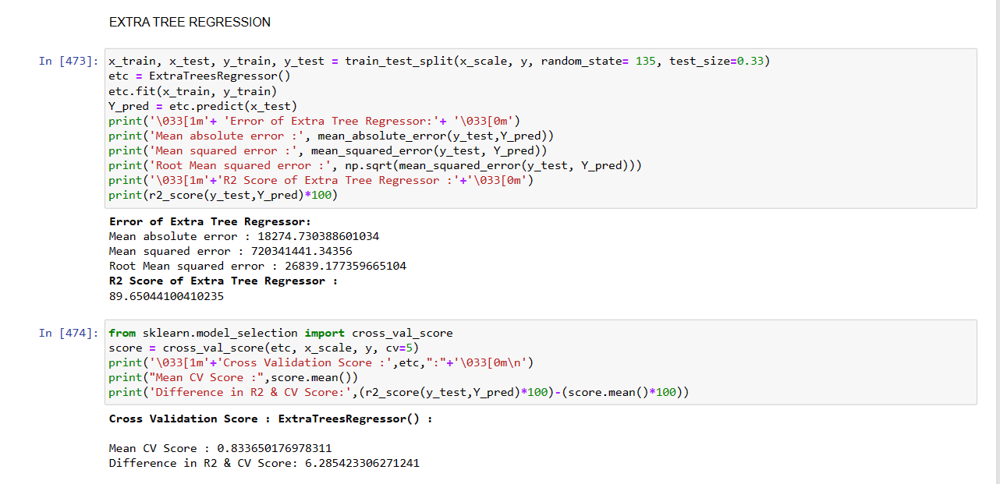 EXTRA TREE REGRESSION
In [473]: x_train, x_test, y_train, y_test = train_test_split(x_scale, y, random_state= 135, test_size=0.33)
etc = ExtraTreesRegressor()
etc.fit(x_train, y_train)
Y_pred = etc.predict(x_test)
print('\033[1m'+ 'Error of Extra Tree Regressor:'+ '\033[0m')
print('Mean absolute error :', mean_absolute_error(y_test,Y_pred))
print('Mean squared error :', mean_squared_error(y_test, Y_pred))
print('Root Mean squared error :', np.sqrt(mean_squared_error(y_test, Y_pred)))
print('\033[1m'+'R2 Score of Extra Tree Regressor :'+'\033[0m')
print(r2_score(y_test,Y_pred)*100)
Error of Extra Tree Regressor:
Mean absolute error : 18274.730388601034
Mean squared error : 720341441.34356
Root Mean squared error : 26839.177359665104
R2 Score of Extra Tree Regressor :
89.65044100410235
In [474]: from sklearn.model_selection import cross_val_score
score = cross_val_score(etc, x_scale, y, cv=5)
print('\033[1m'+'Cross Validation Score :',etc,":"+'\033[0m\n')
print("Mean CV Score :",score.mean())
print('Difference in R2 & CV Score:',(r2_score(y_test,Y_pred)*100)-(score.mean()*100))
Cross Validation Score : ExtraTreesRegressor() :
Mean CV Score : 0.833650176978311
Difference in R2 & CV Score: 6.285423306271241